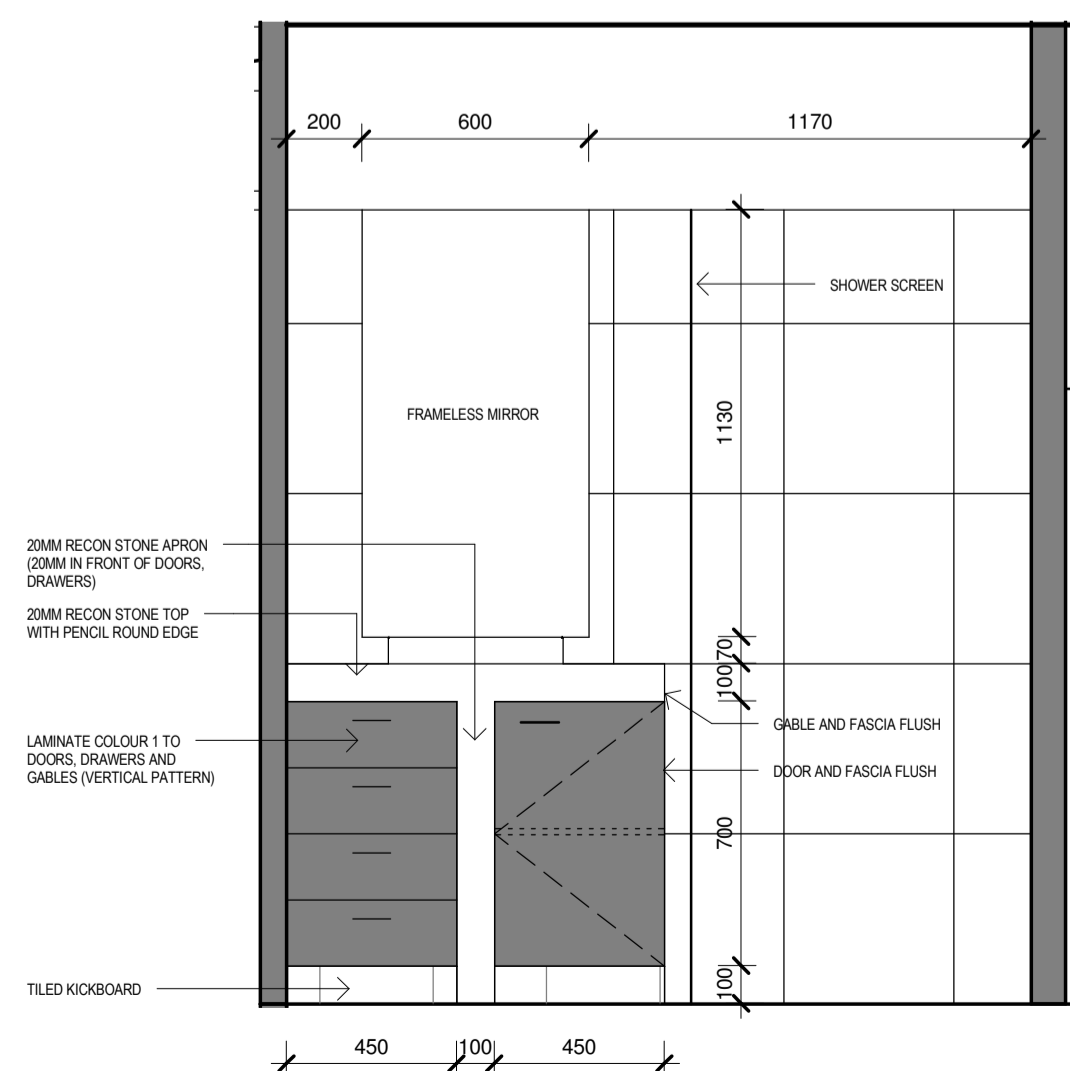 200
600
1170
SHOWER SCREEN
FRAMELESS MIRROR
1130
20MM RECON STONE APRON
(20MM IN FRONT OF DOORS,
DRAWERS)
20MM RECON STONE TOP
WITH PENCIL ROUND EDGE
70
100
GABLE AND FASCIA FLUSH
LAMINATE COLOUR 1 TO
DOORS, DRAWERS AND
GABLES (VERTICAL PATTERN)
DOOR AND FASCIA FLUSH
700
TILED KICKBOARD
100
450
100
450